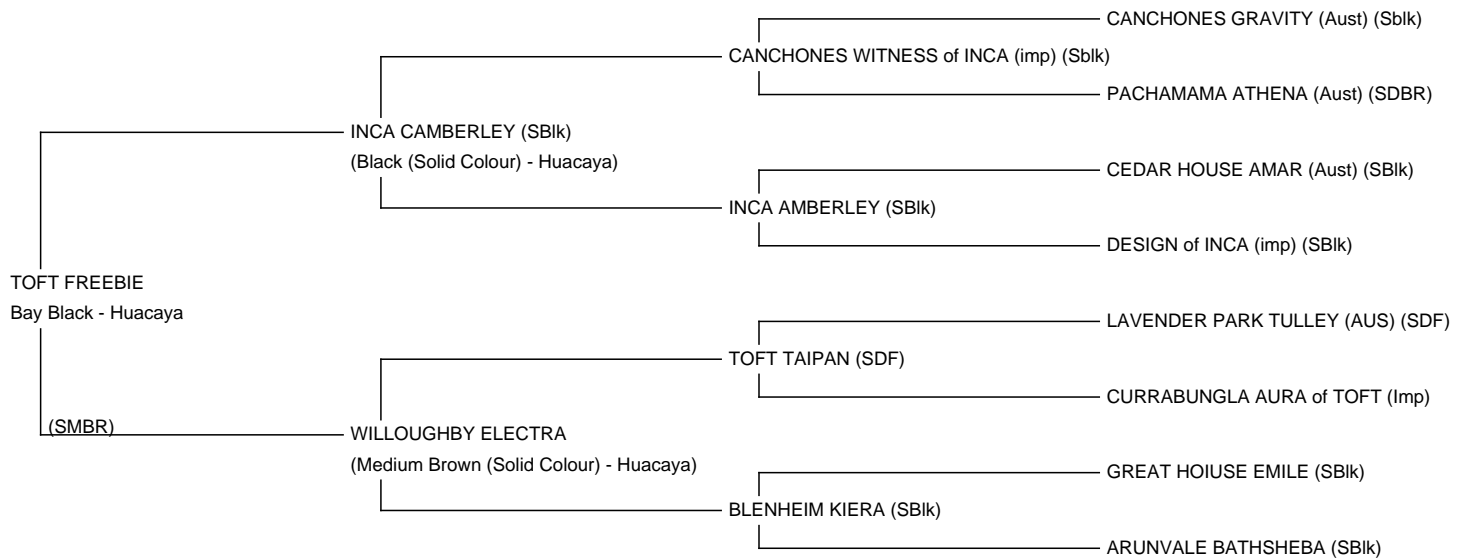 CANCHONES GRAVITY (Aust) (Sblk)
CANCHONES WITNESS of INCA (imp) (Sblk)
PACHAMAMA ATHENA (Aust) (SDBR)
INCA CAMBERLEY (SBlk)
(Black (Solid Colour) - Huacaya)
CEDAR HOUSE AMAR (Aust) (SBlk)
INCA AMBERLEY (SBlk)
DESIGN of INCA (imp) (SBlk)
TOFT FREEBIE
Bay Black - Huacaya
LAVENDER PARK TULLEY (AUS) (SDF)
TOFT TAIPAN (SDF)
CURRABUNGLA AURA of TOFT (Imp)
(SMBR)
WILLOUGHBY ELECTRA
(Medium Brown (Solid Colour) - Huacaya)
GREAT HOIUSE EMILE (SBlk)
BLENHEIM KIERA (SBlk)
ARUNVALE BATHSHEBA (SBlk)